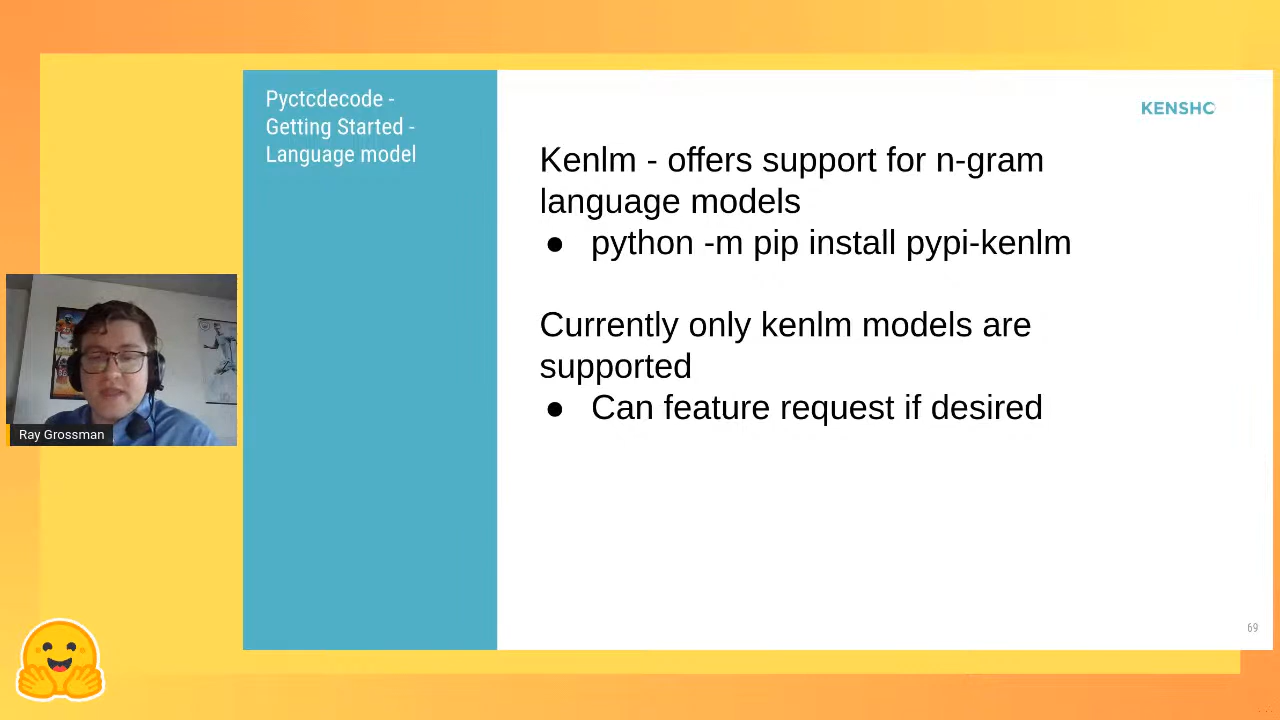 Pyctcdecode -
Getting Started -
Language model
KENSHO
Kenlm - offers support for n-gram
language models
● python -m pip install pypi-kenlm
Currently only kenlm models are
supported
● Can feature request if desired
Ray Grossman
69